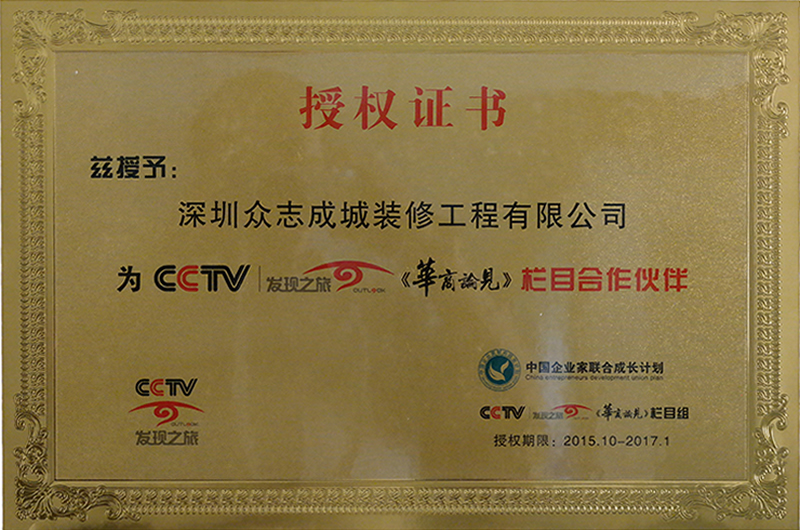 授权证书
兹授予：
深圳众志成城装修工程有限公司
为 CCTV 发现之旅 OUTLOOK 《華商論見》栏目合作伙伴
CCTV
OUTLOOK
发现之旅
中国企业家联合成长计划
China entrepreneurs development union plan
CCTV 发现之旅 《華商論見》栏目组
授权期限：2015.10-2017.1